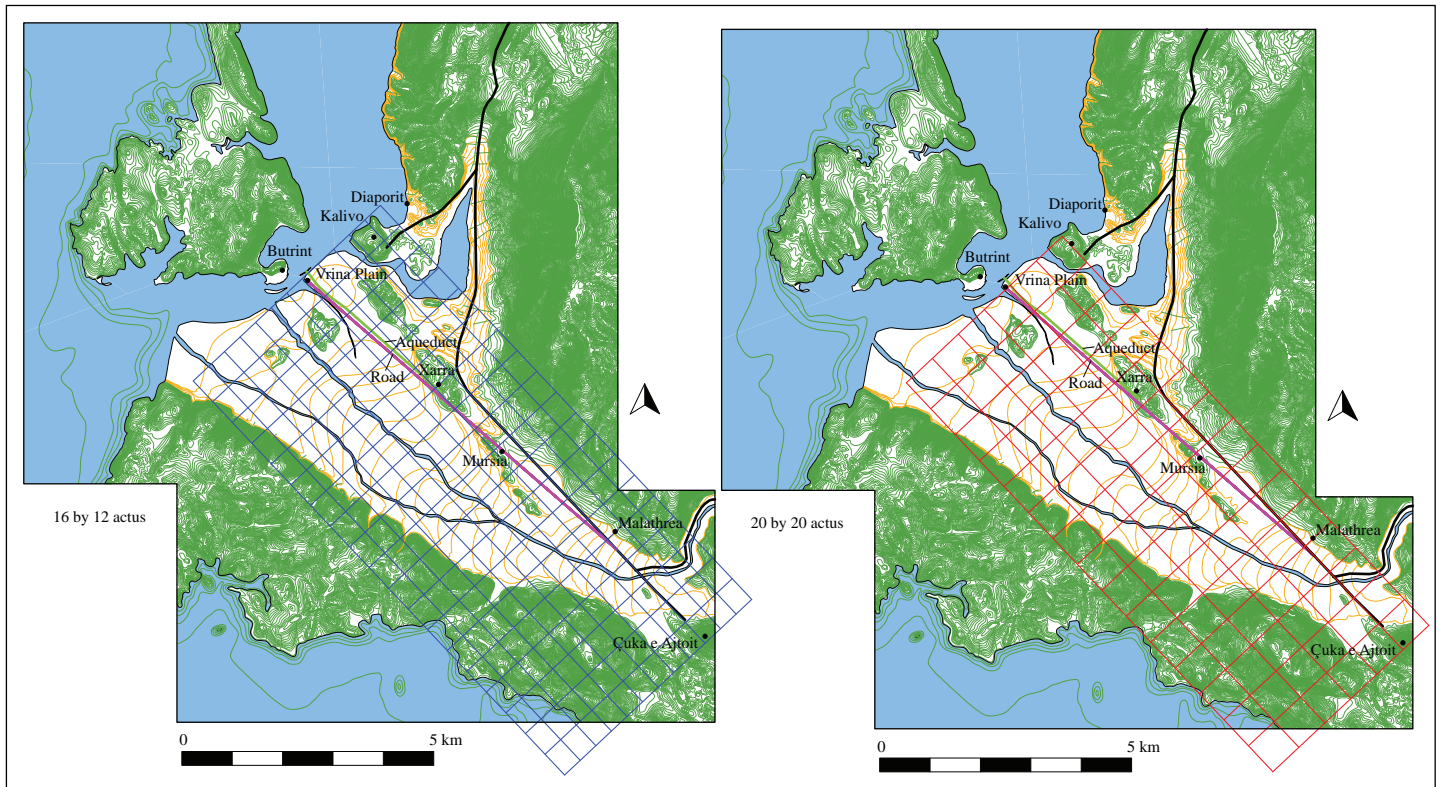 Diaporit
Kalivo
Butrint
Vrina Plain
Aqueduct
Road
Xarra
Mursia
16 by 12 actus
Malathrea
Çuka e Ajtoit
0
5 km
Diaporit
Kalivo
Butrint
Vrina Plain
Aqueduct
Road
Xarra
Mursia
20 by 20 actus
Malathrea
Çuka e Ajtoit
0
5 km